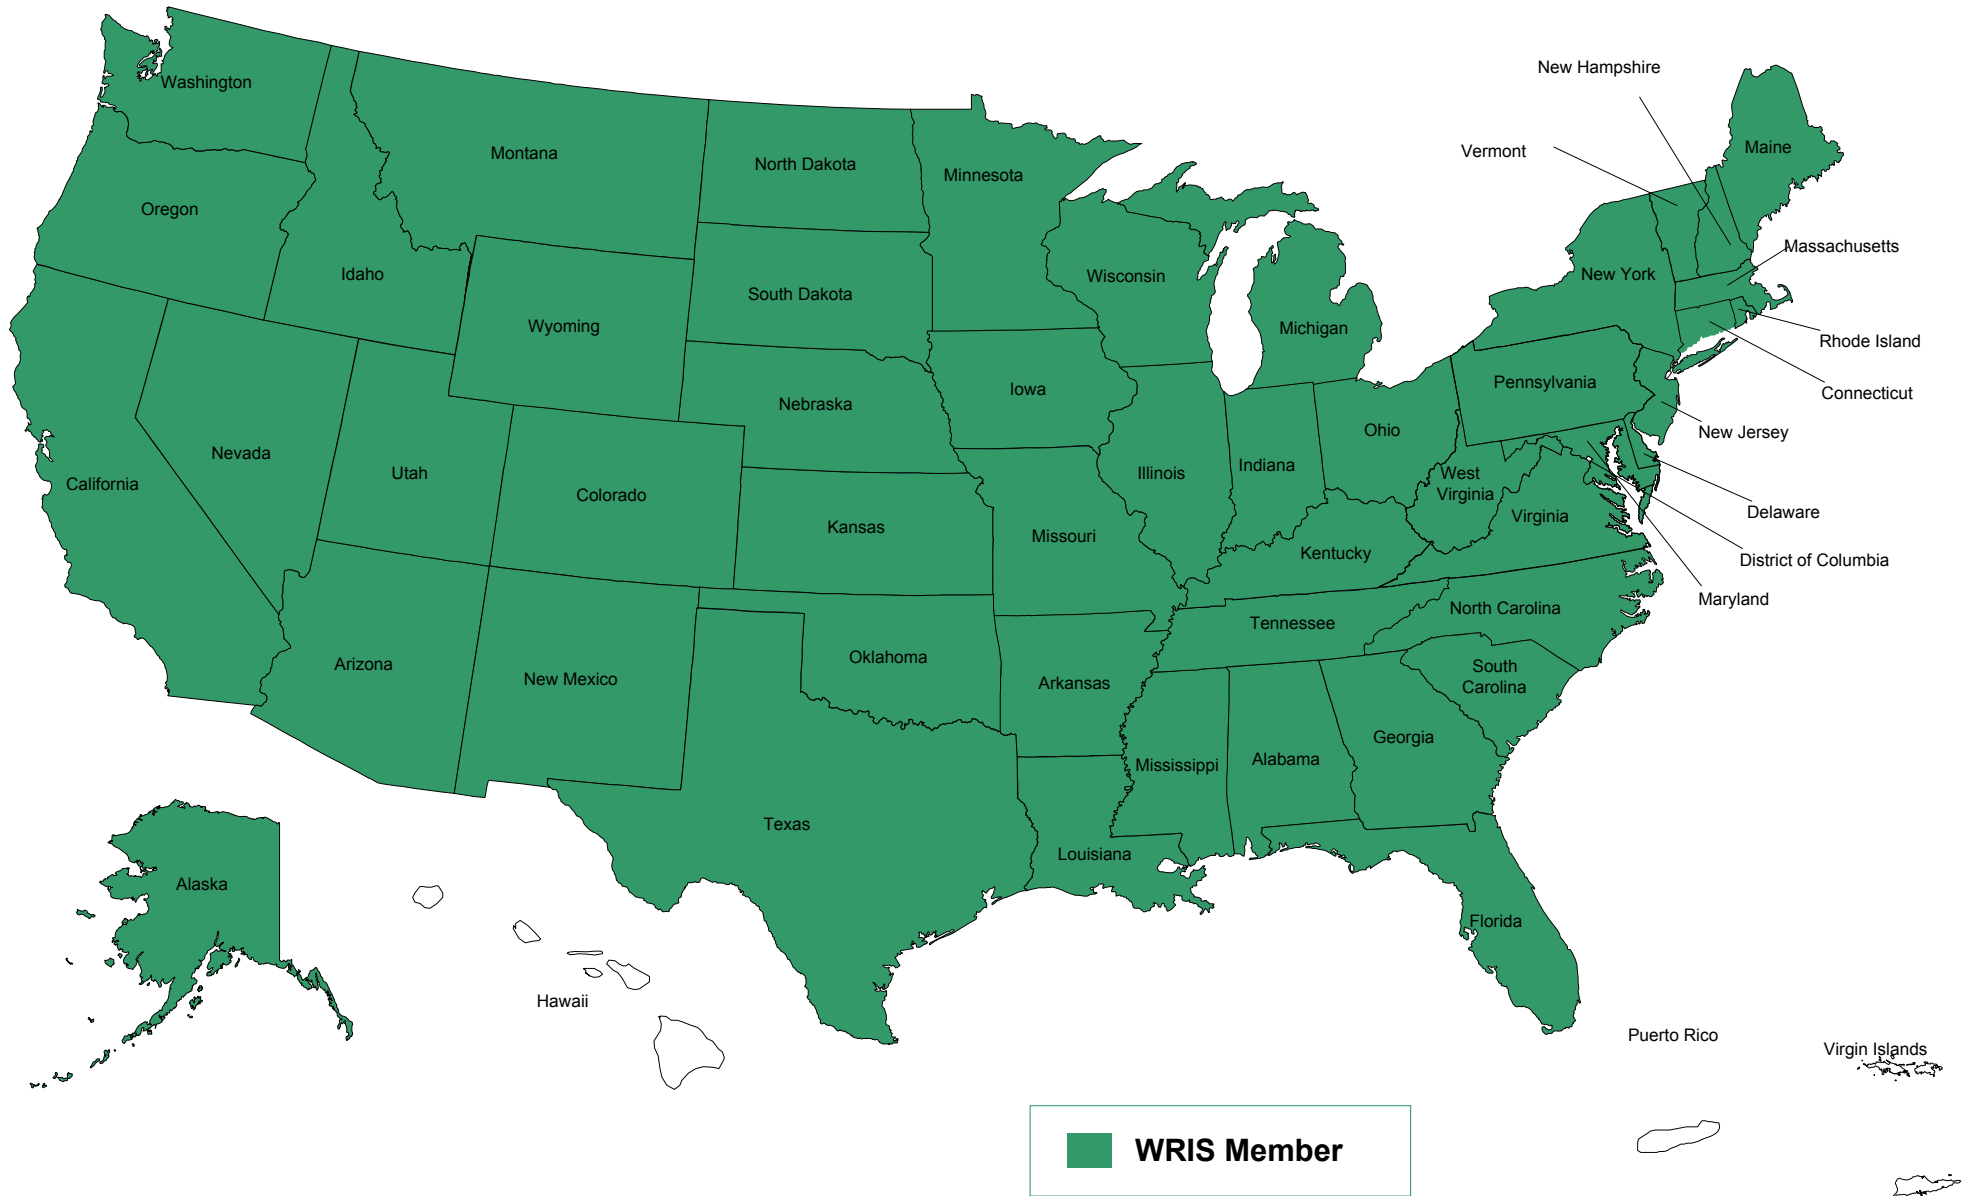 New Hampshire
Washington
Vermont
Maine
Montana
North Dakota
Minnesota
Oregon
Massachusetts
Idaho
Wisconsin
New York
South Dakota
Wyoming
Michigan
Rhode Island
Pennsylvania
Iowa
Connecticut
Nebraska
Ohio
New Jersey
Nevada
Indiana
Utah
Illinois
West
Virginia
California
Colorado
Delaware
Virginia
Kansas
Missouri
Kentucky
District of Columbia
Maryland
North Carolina
Tennessee
Oklahoma
Arizona
South
Carolina
New Mexico
Arkansas
Georgia
Alabama
Mississippi
Texas
Louisiana
Alaska
Florida
Hawaii
Puerto Rico
Virgin Islands
WRIS Member